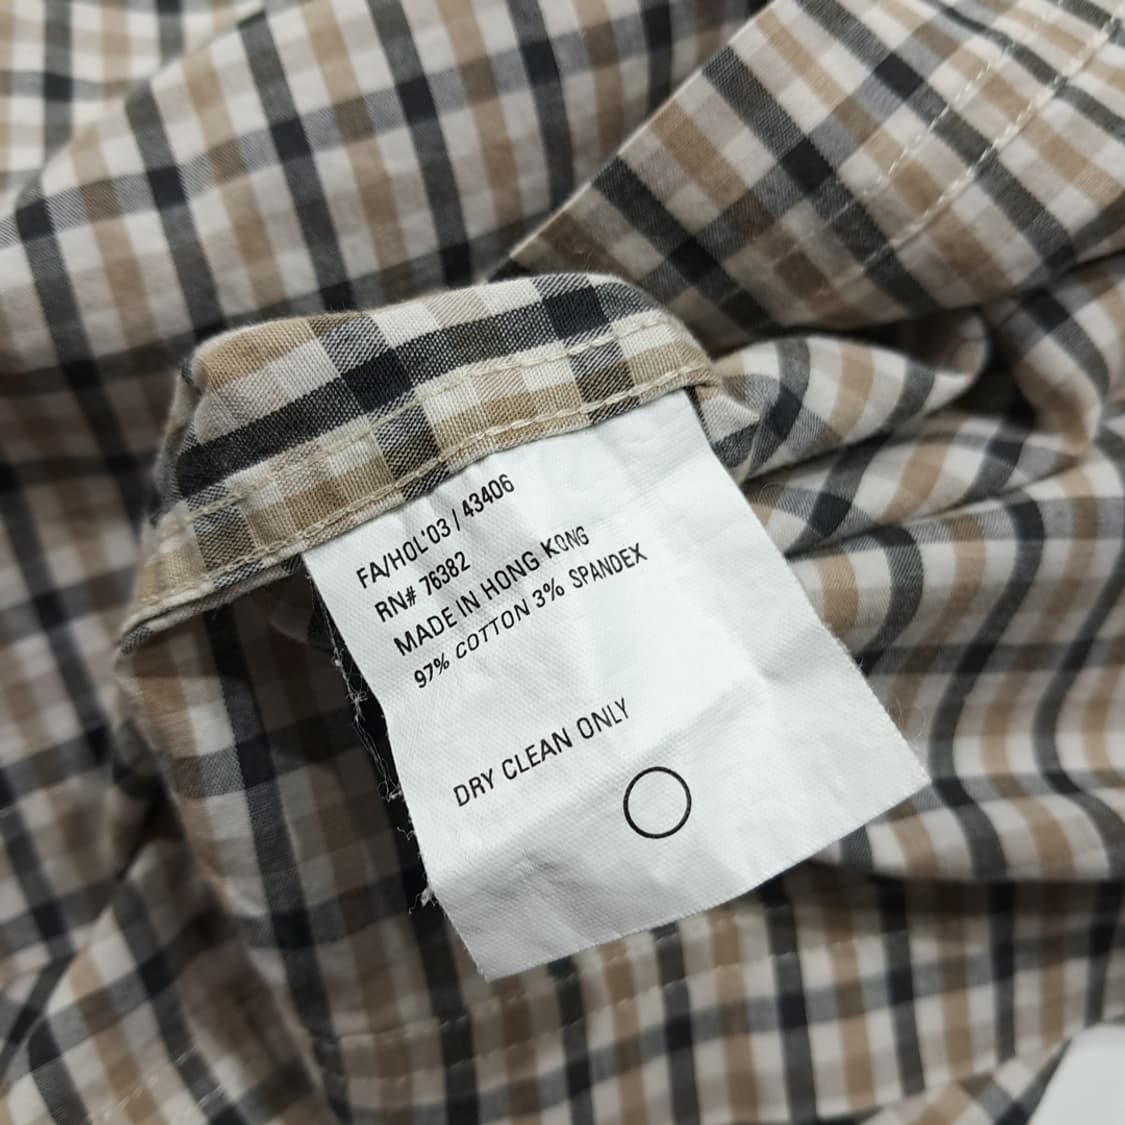 FA/HOL'03 / 43406
RN# 76382
MADE IN HONG KONG
97% COTTON 3% SPANDEX
DRY CLEAN ONLY